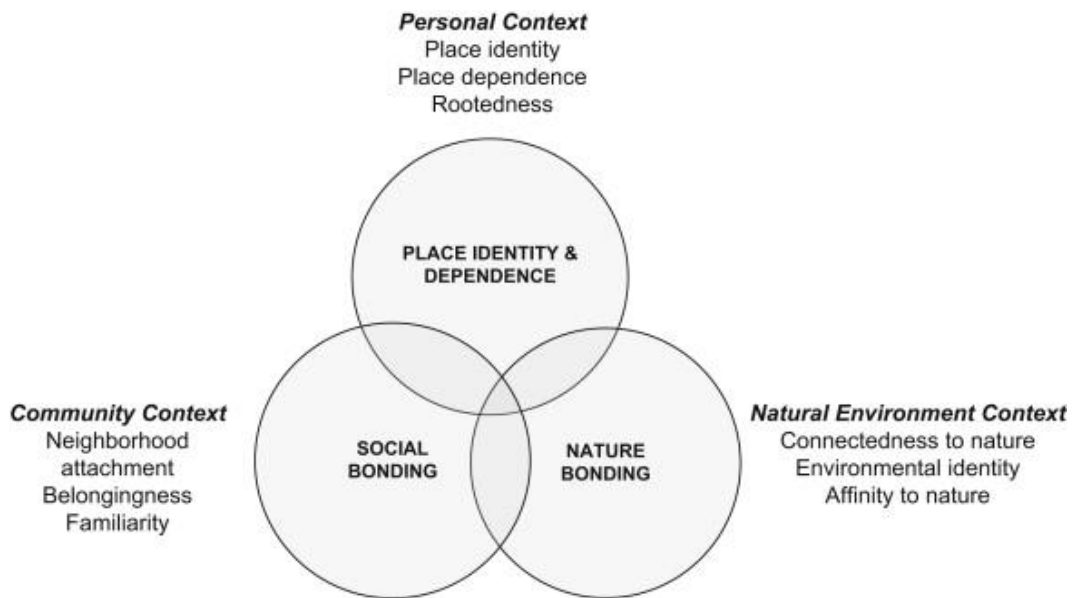 Personal Context
Place identity
Place dependence
Rootedness
PLACE IDENTITY &
DEPENDENCE
Community Context
Neighborhood
attachment
Belongingness
Familiarity
SOCIAL
BONDING
NATURE
BONDING
Natural Environment Context
Connectedness to nature
Environmental identity
Affinity to nature